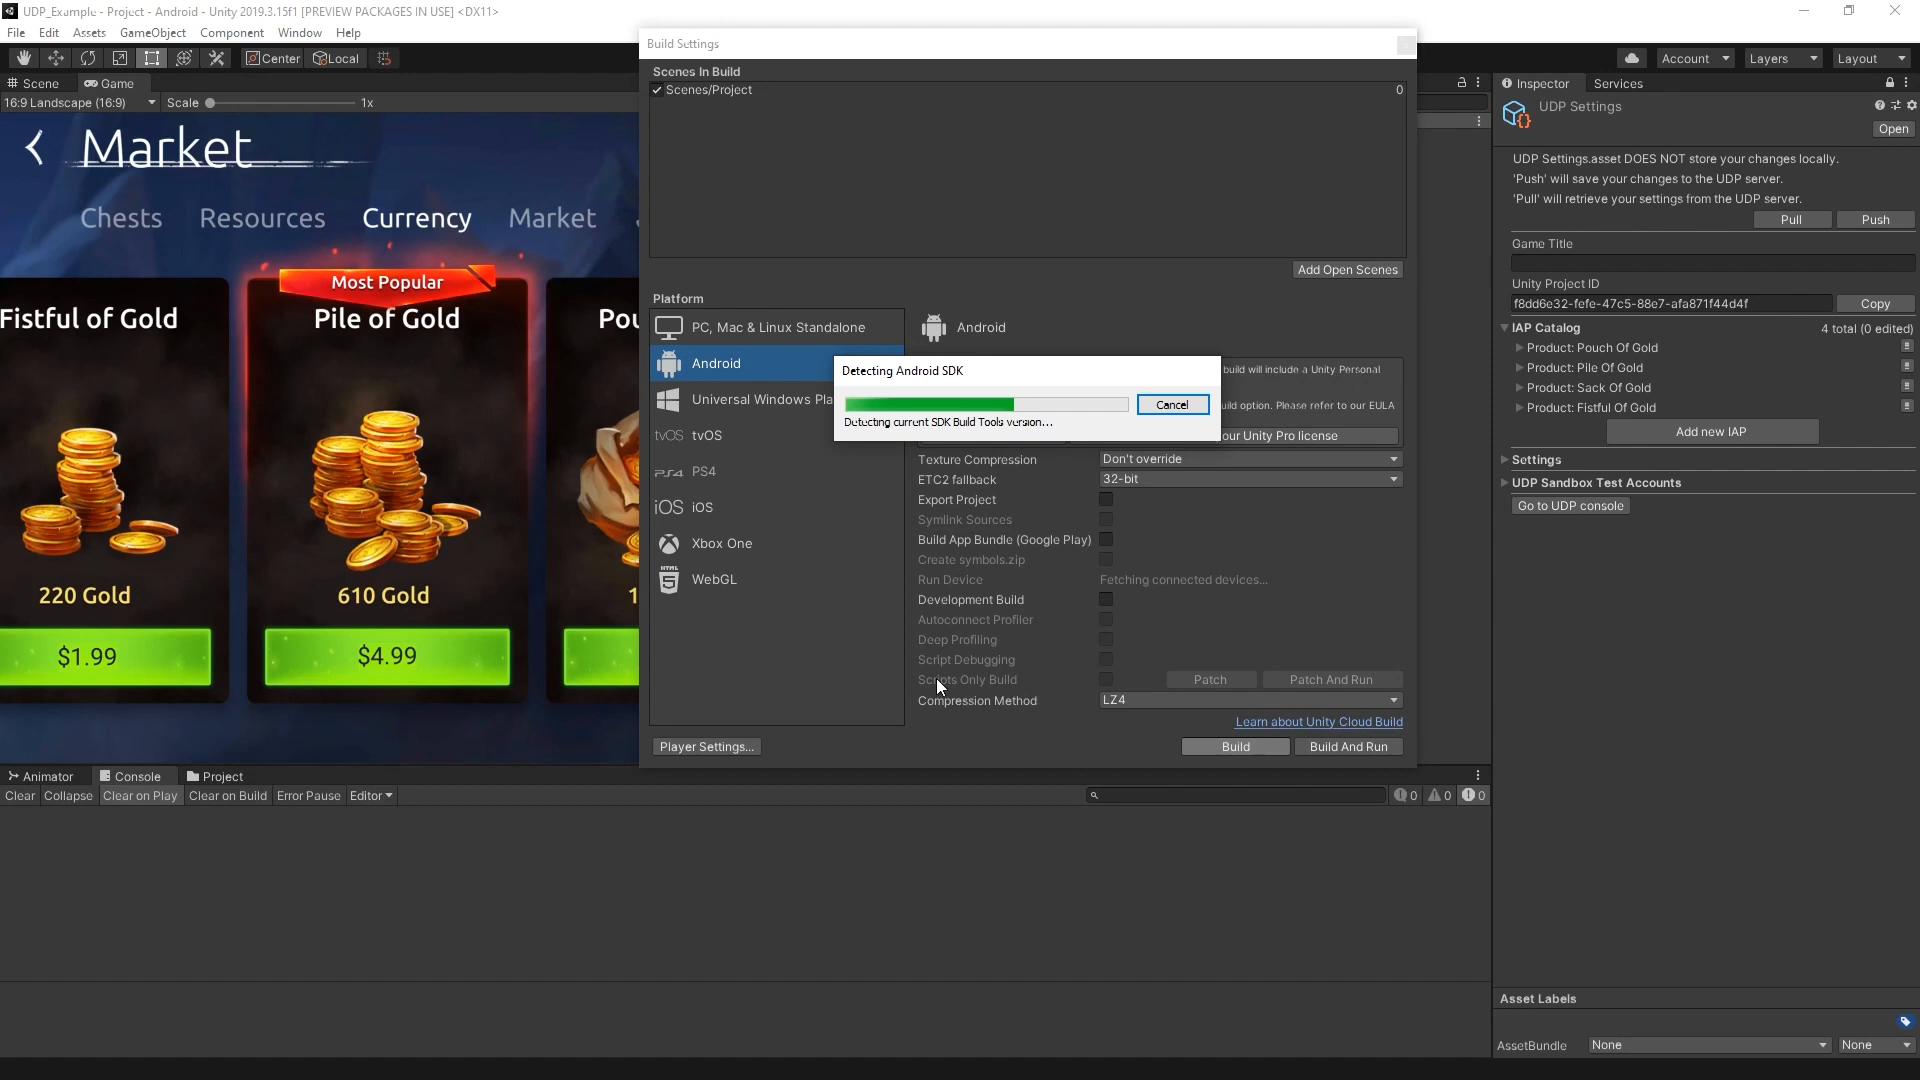 UDP_Example - Project - Android - Unity 2019.3.15f1 [PREVIEW PACKAGES IN USE] <DX11>
File Edit Assets GameObject Component Window Help
Center Local
Account Layers Layout
Scene Game
16:9 Landscape (16:9) Scale 1x
Market
Chests Resources Currency Market
Fistful of Gold
220 Gold
$1.99
Most Popular
Pile of Gold
610 Gold
$4.99
Pou
1
Build Settings
Scenes In Build
Scenes/Project 0
Add Open Scenes
Platform
PC, Mac & Linux Standalone
Android
Universal Windows Pla
tvOS tvOS
PS4 PS4
iOS iOS
Xbox One
HTML 5 WebGL
Android
build will include a Unity Personal
uild option. Please refer to our EULA
our Unity Pro license
Detecting Android SDK
Cancel
Detecting current SDK Build Tools version...
Texture Compression Don't override
ETC2 fallback 32-bit
Export Project
Symlink Sources
Build App Bundle (Google Play)
Create symbols.zip
Run Device Fetching connected devices...
Development Build
Autoconnect Profiler
Deep Profiling
Script Debugging
Scripts Only Build Patch Patch And Run
Compression Method LZ4
Learn about Unity Cloud Build
Player Settings... Build Build And Run
Animator Console Project
Clear Collapse Clear on Play Clear on Build Error Pause Editor
0 0 0
Inspector Services
UDP Settings
Open
UDP Settings.asset DOES NOT store your changes locally.
'Push' will save your changes to the UDP server.
'Pull' will retrieve your settings from the UDP server.
Pull Push
Game Title
Unity Project ID
f8dd6e32-fefe-47c5-88e7-afa871f44d4f Copy
IAP Catalog 4 total (0 edited)
Product: Pouch Of Gold
Product: Pile Of Gold
Product: Sack Of Gold
Product: Fistful Of Gold
Add new IAP
Settings
UDP Sandbox Test Accounts
Go to UDP console
Asset Labels
AssetBundle None None